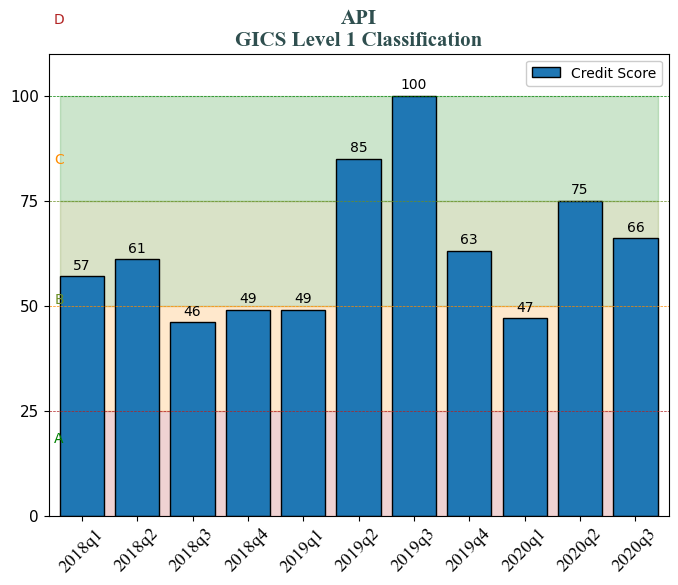 D
API
GICS Level 1 Classification
Credit Score
100
100
C
85
75
75
66
63
61
57
B
50
49
49
47
46
25
A
0
2018q1
2018q2
2018q3
2018q4
2019q1
2019q2
2019q3
2019q4
2020q1
2020q2
2020q3